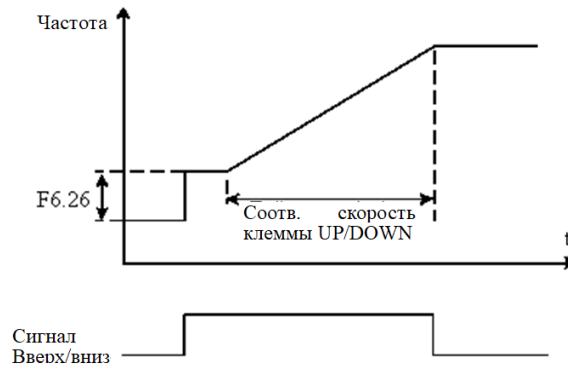 Частота
F6.26
Соотв. скорость
клеммы UP/DOWN
t
Сигнал
Вверх/вниз